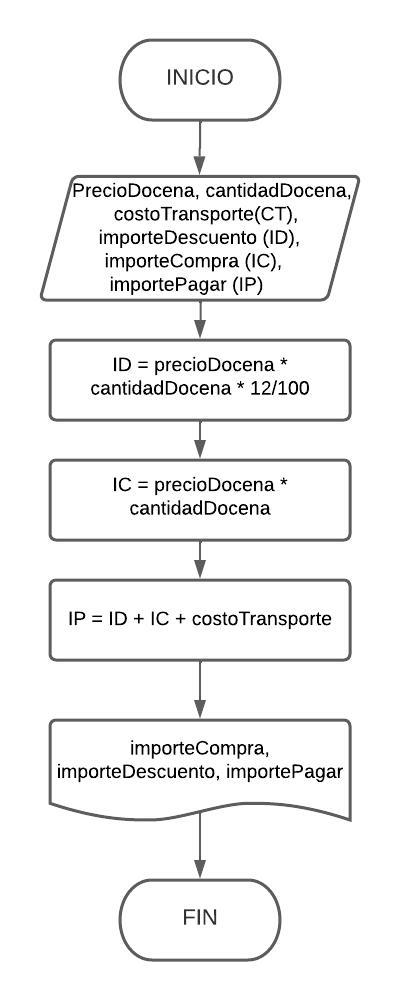 INICIO
PrecioDocena, cantidadDocena,
costoTransporte(CT),
importeDescuento (ID),
importeCompra (IC),
importePagar (IP)
ID = precioDocena *
cantidadDocena * 12/100
IC = precioDocena *
cantidadDocena
IP = ID + IC + costoTransporte
importeCompra,
importeDescuento, importePagar
FIN